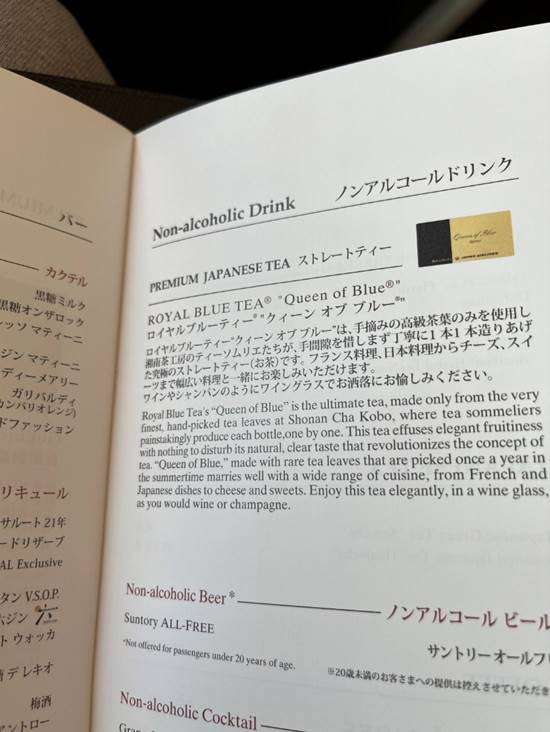 バー
カクテル
黒糖ミルク
黒糖オンザロック
ッソ マティーニ
ジン マティーニ
ディーメアリー
ガリバルディ
カンパリオレンジ)
ドファッション
リキュール
サルート 21年
ードリザーブ
AL Exclusive
タン V.S.O.P.
六ジン 六
ト ウォッカ
デ レキオ
梅酒
アントロー
Non-alcoholic Drink ノンアルコールドリンク
Queen of Blue
PREMIUM JAPANESE TEA ストレートティー
ROYAL BLUE TEA® "Queen of Blue®"
ロイヤルブルーティー® "クィーン オブ ブルー®"
ロイヤルブルーティー"クィーン オブ ブルー"は、手摘みの高級茶葉のみを使用し
湘南茶工房のティーソムリエたちが、手間隙を惜しまず丁寧に1本1本造りあげ
た究極のストレートティー(お茶)です。フランス料理、日本料理からチーズ、スイ
ーツまで幅広い料理と一緒にお楽しみいただけます。
ワインやシャンパンのようにワイングラスでお洒落にお愉しみください。
Royal Blue Tea's “Queen of Blue” is the ultimate tea, made only from the very
finest, hand-picked tea leaves at Shonan Cha Kobo, where tea sommeliers
painstakingly produce each bottle,one by one. This tea effuses elegant fruitiness
with nothing to disturb its natural, clear taste that revolutionizes the concept of
tea. “Queen of Blue,” made with rare tea leaves that are picked once a year in
the summertime marries well with a wide range of cuisine, from French and
Japanese dishes to cheese and sweets. Enjoy this tea elegantly, in a wine glass,
as you would wine or champagne.
Non-alcoholic Beer* ノンアルコール ビール
Suntory ALL-FREE サントリー オールフリ
*Not offered for passengers under 20 years of age. ※20歳未満のお客さまへの提供は控えさせていただき
Non-alcoholic Cocktail